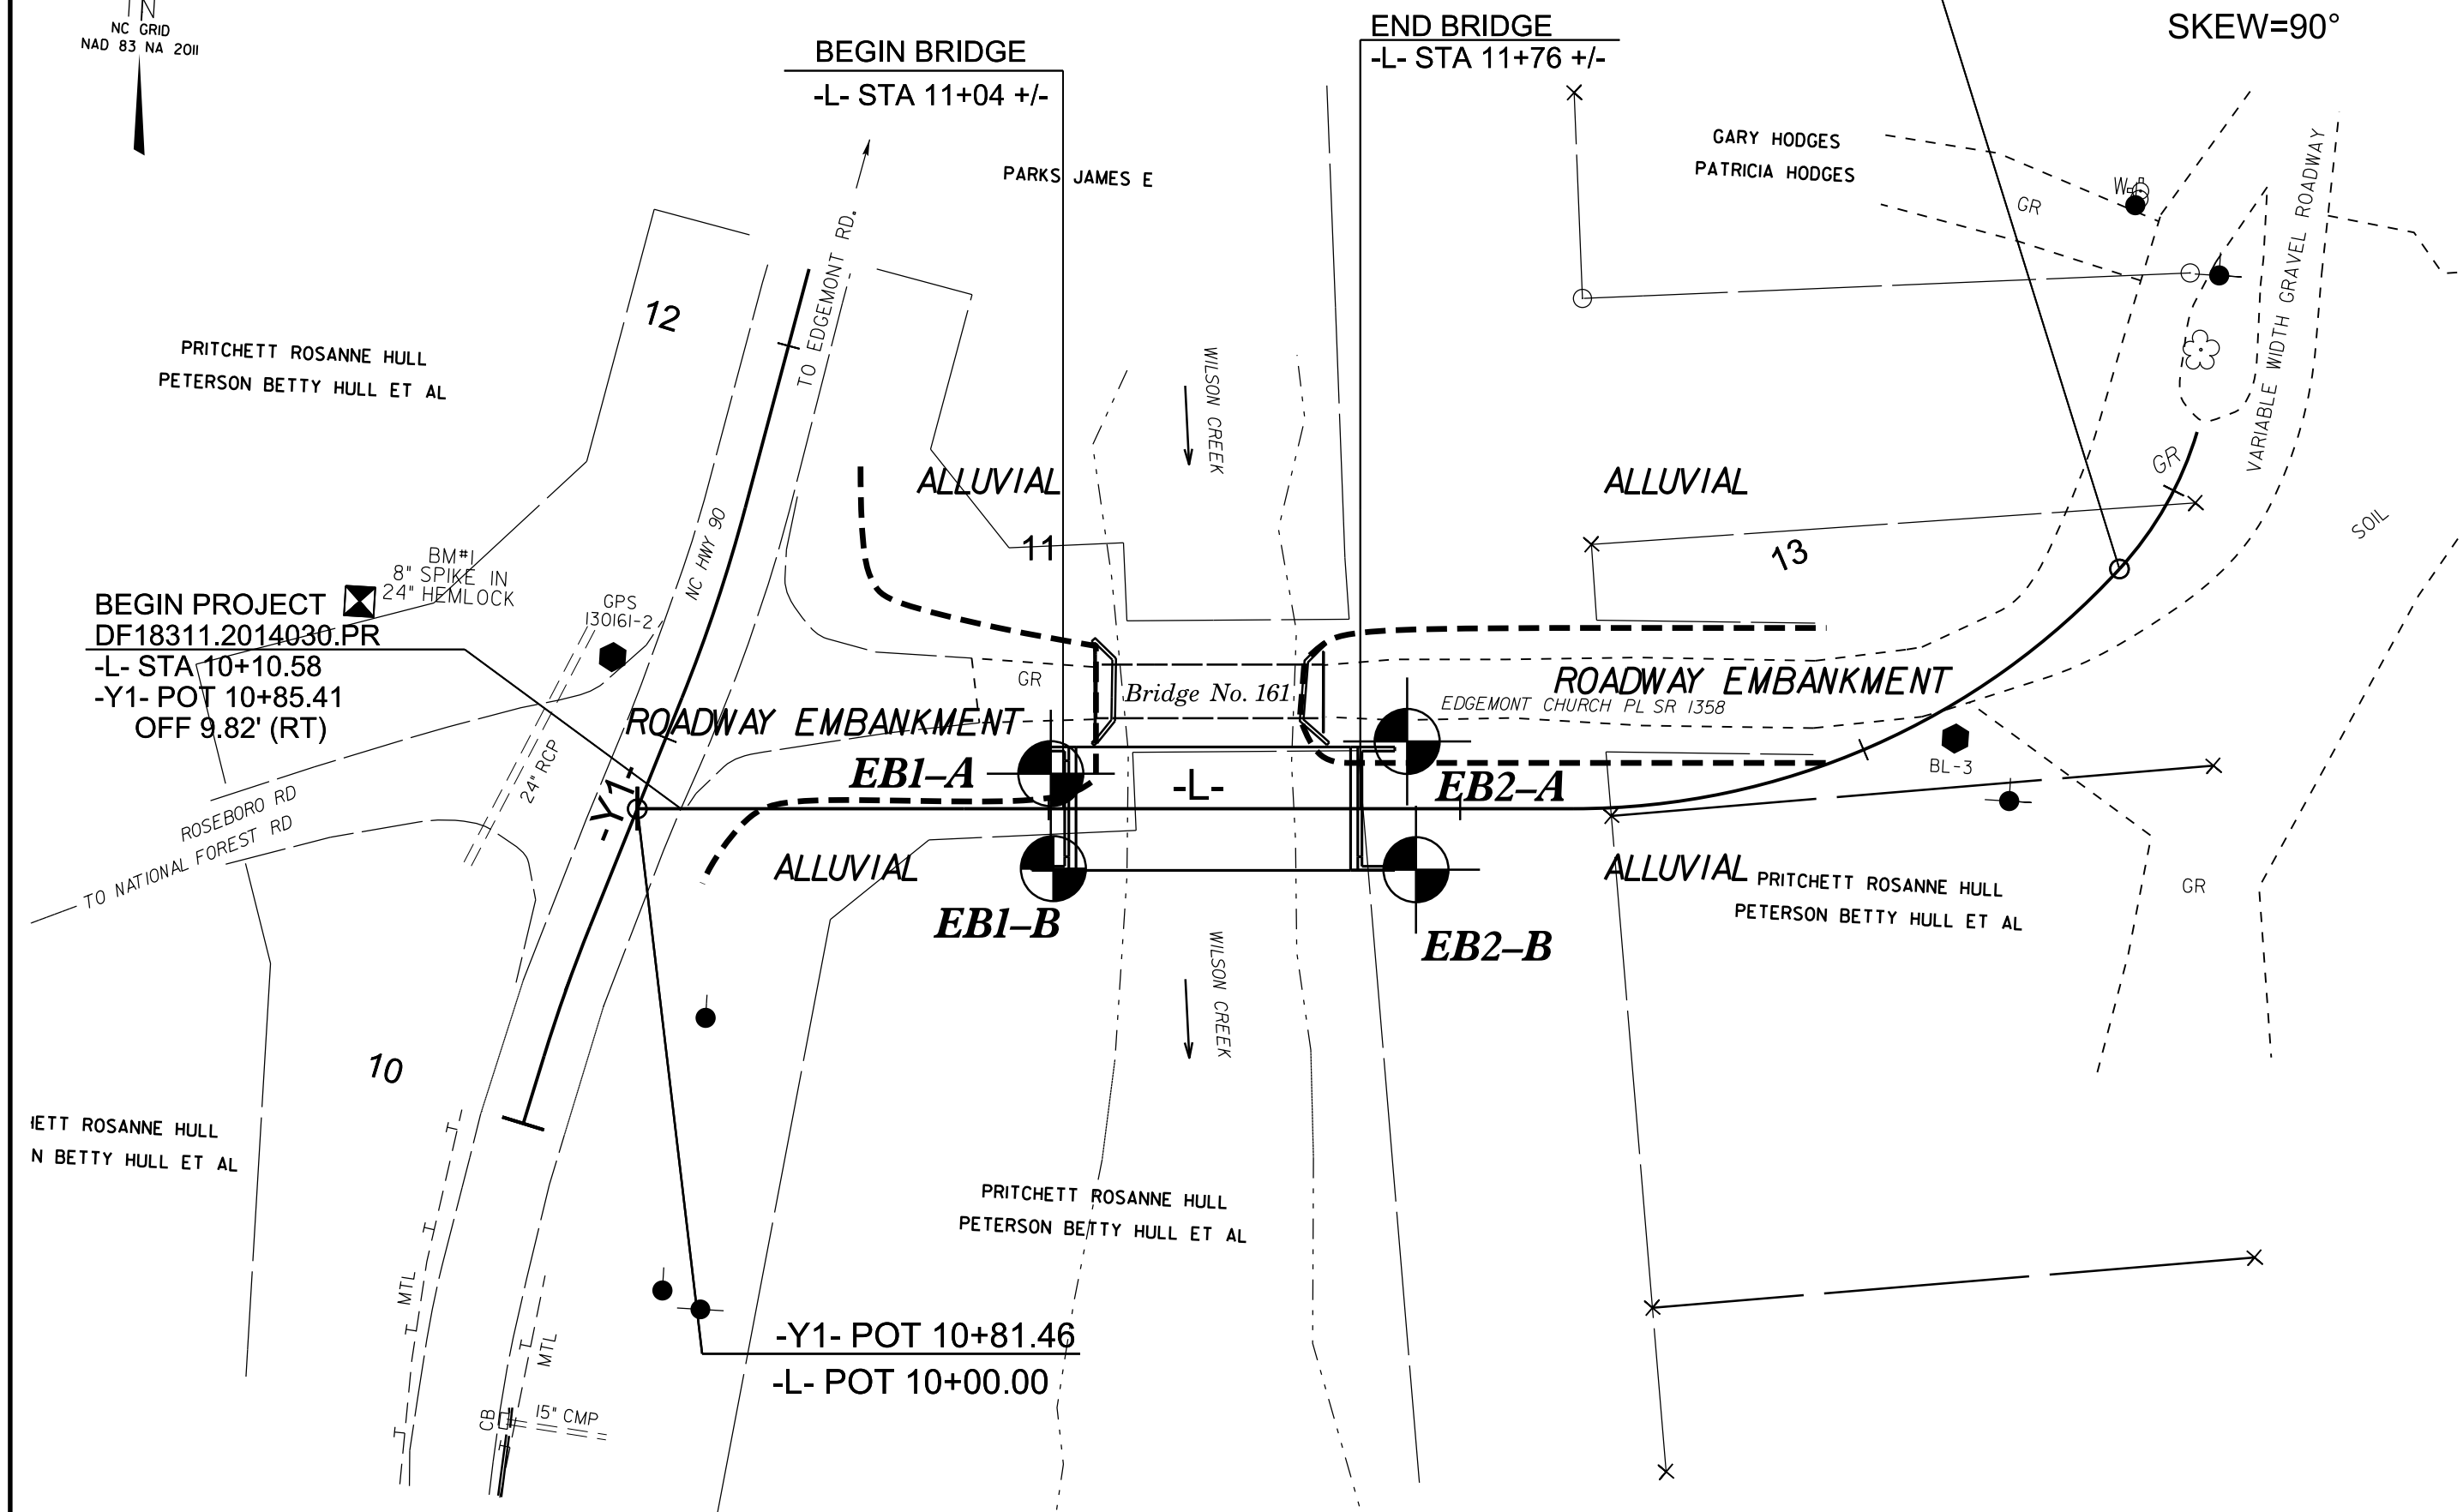 N
NC GRID
NAD 83 NA 2011
BEGIN BRIDGE
-L- STA 11+04 +/-
END BRIDGE
-L- STA 11+76 +/-
SKEW=90°
PARKS JAMES E
GARY HODGES
PATRICIA HODGES
W
GR
VARIABLE WIDTH GRAVEL ROADWAY
TO EDGEMONT RD.
12
PRITCHETT ROSANNE HULL
PETERSON BETTY HULL ET AL
WILSON CREEK
ALLUVIAL
ALLUVIAL
GR
SOIL
NC HWY 90
11
13
BM#1
8" SPIKE IN
24" HEMLOCK
GPS
130161-2
BEGIN PROJECT
DF18311.2014030.PR
-L- STA 10+10.58
-Y1- POT 10+85.41
OFF 9.82' (RT)
GR
Bridge No. 161
ROADWAY EMBANKMENT
EDGEMONT CHURCH PL SR 1358
ROADWAY EMBANKMENT
24" RCP
-Y1-
EB1-A
-L-
EB2-A
BL-3
ROSEBORO RD
TO NATIONAL FOREST RD
ALLUVIAL
ALLUVIAL
PRITCHETT ROSANNE HULL
PETERSON BETTY HULL ET AL
GR
EB1-B
EB2-B
WILSON CREEK
10
HETT ROSANNE HULL
N BETTY HULL ET AL
PRITCHETT ROSANNE HULL
PETERSON BETTY HULL ET AL
T
T
T
T
MTL
T
MTL
T
T
-Y1- POT 10+81.46
-L- POT 10+00.00
CB
15" CMP